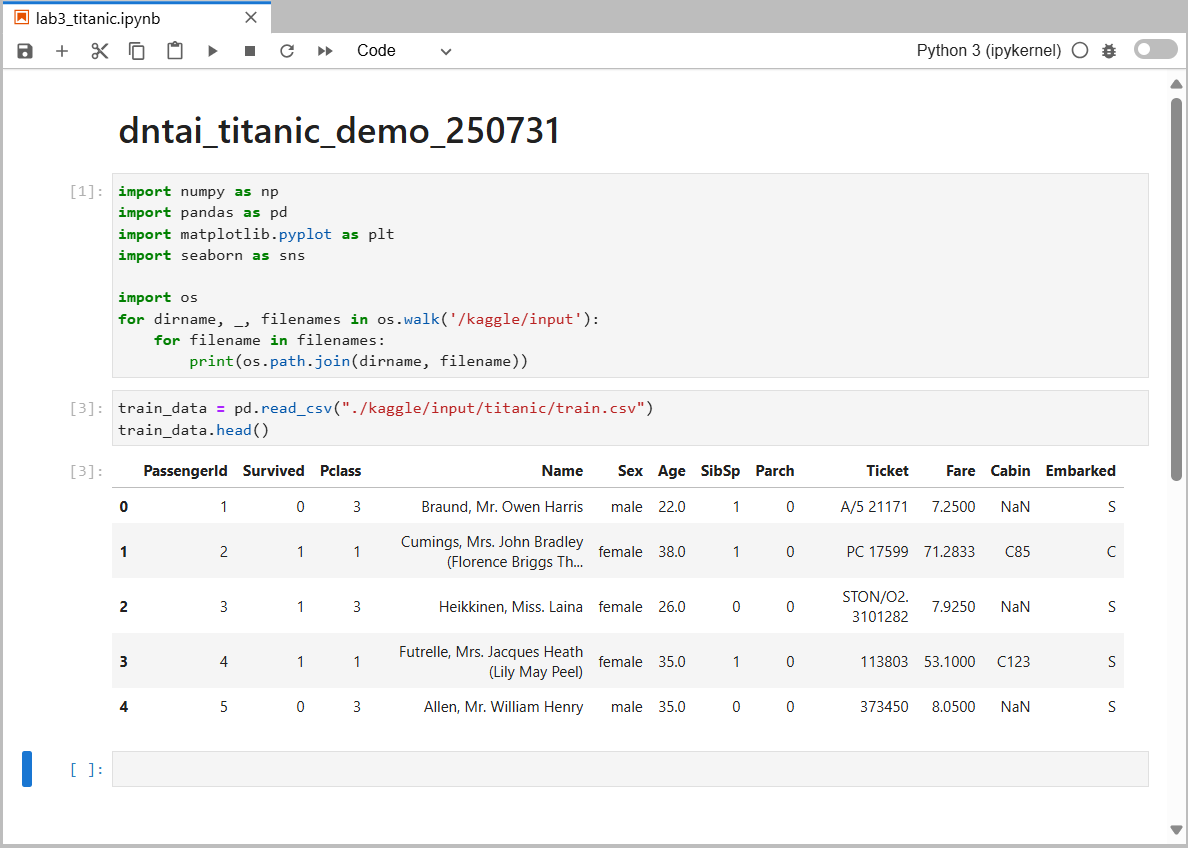 lab3_titanic.ipynb
Code
Python 3 (ipykernel)
dntai_titanic_demo_250731
[1]:
import numpy as np
import pandas as pd
import matplotlib.pyplot as plt
import seaborn as sns
import os
for dirname, _, filenames in os.walk('/kaggle/input'):
    for filename in filenames:
        print(os.path.join(dirname, filename))
[3]:
train_data = pd.read_csv("./kaggle/input/titanic/train.csv")
train_data.head()
[3]:
PassengerId Survived Pclass Name Sex Age SibSp Parch Ticket Fare Cabin Embarked
0 1 0 3 Braund, Mr. Owen Harris male 22.0 1 0 A/5 21171 7.2500 NaN S
1 2 1 1 Cumings, Mrs. John Bradley (Florence Briggs Th... female 38.0 1 0 PC 17599 71.2833 C85 C
2 3 1 3 Heikkinen, Miss. Laina female 26.0 0 0 STON/O2. 3101282 7.9250 NaN S
3 4 1 1 Futrelle, Mrs. Jacques Heath (Lily May Peel) female 35.0 1 0 113803 53.1000 C123 S
4 5 0 3 Allen, Mr. William Henry male 35.0 0 0 373450 8.0500 NaN S
[ ]: